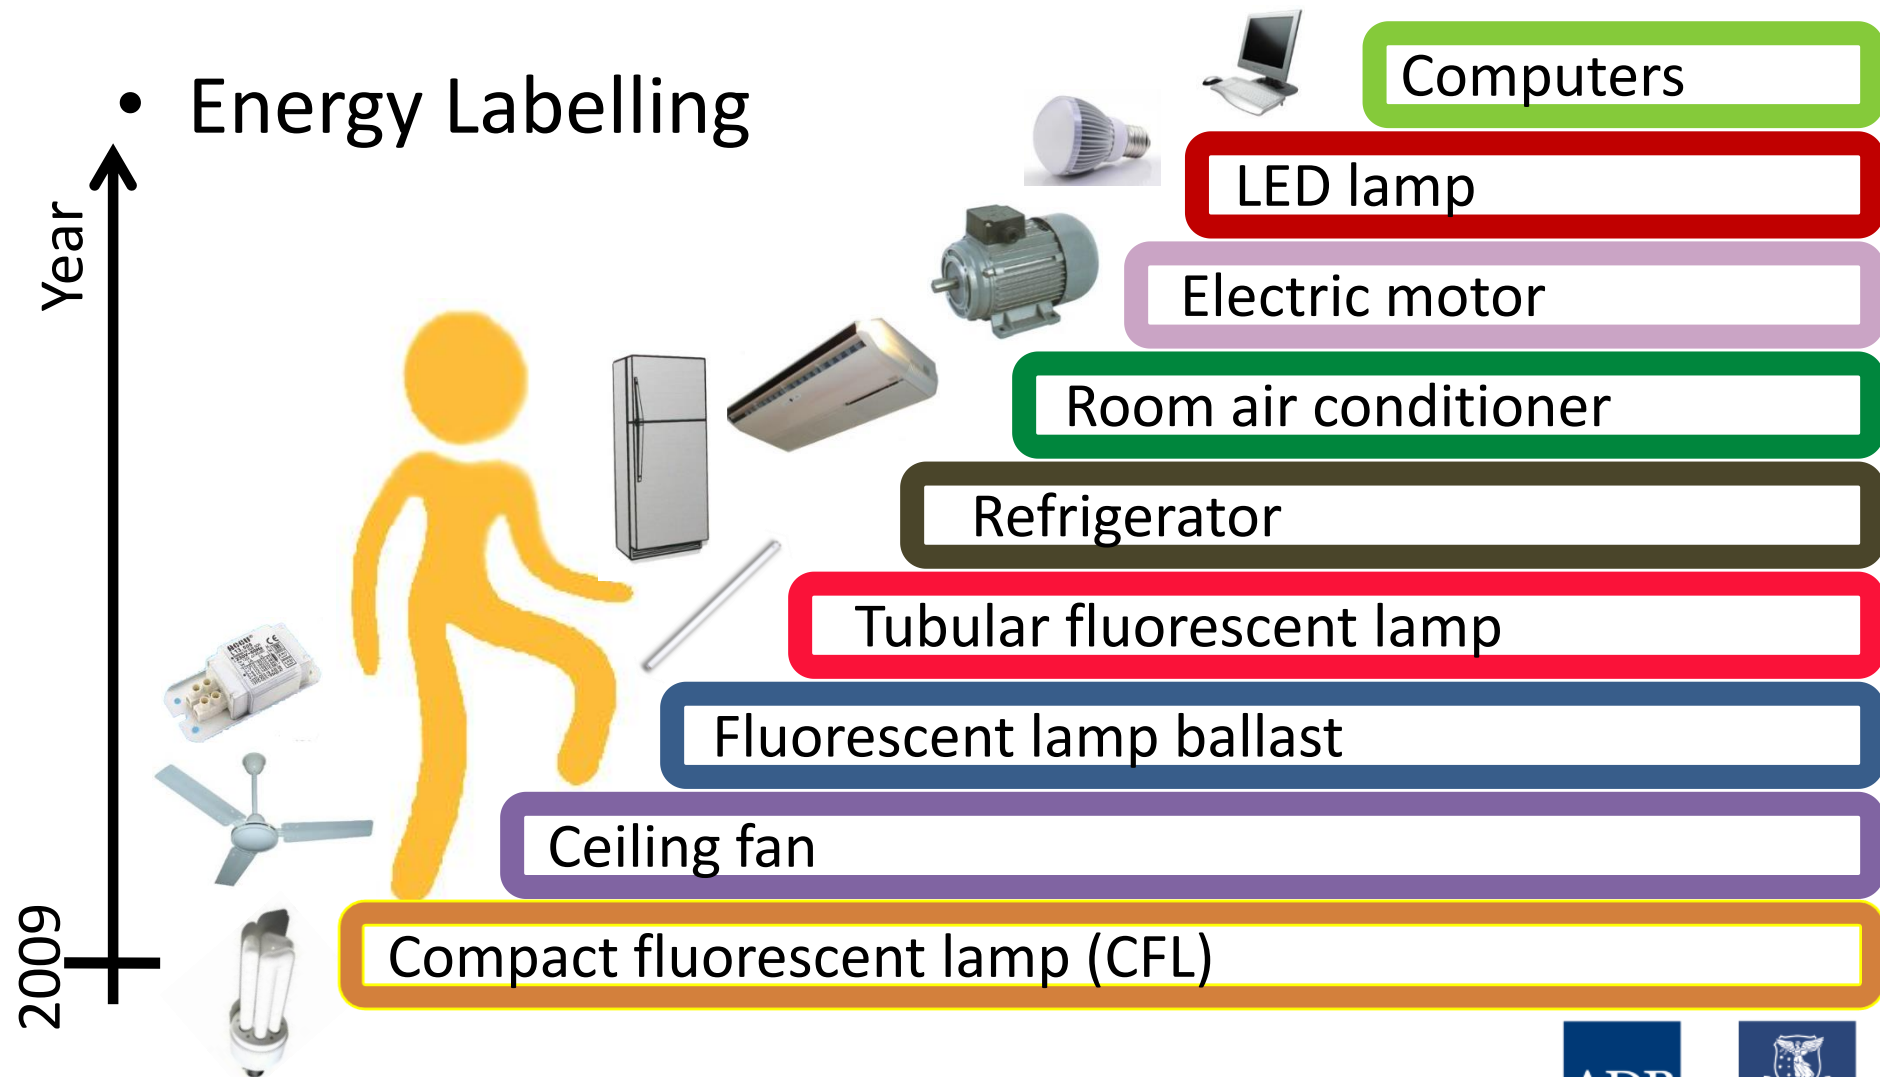 • Energy Labelling
Year
2009
Computers
LED lamp
Electric motor
Room air conditioner
Refrigerator
Tubular fluorescent lamp
Fluorescent lamp ballast
Ceiling fan
Compact fluorescent lamp (CFL)
ADB